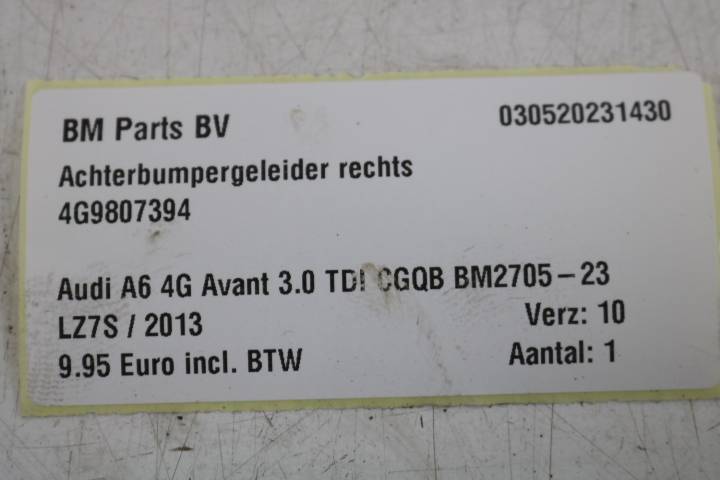 BM Parts BV 030520231430
Achterbumpergeleider rechts
4G9807394
Audi A6 4G Avant 3.0 TDI CGQB BM2705-23
LZ7S / 2013 Verz: 10
9.95 Euro incl. BTW Aantal: 1